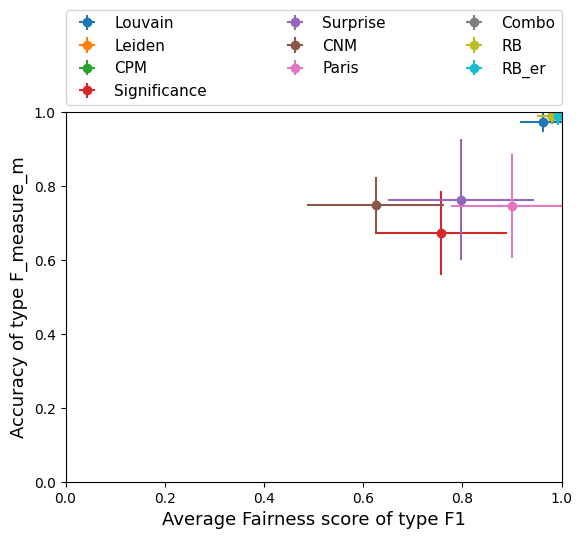 Louvain
Leiden
CPM
Significance
Surprise
CNM
Paris
Combo
RB
RB_er
1.0
0.8
0.6
0.4
0.2
0.0
Accuracy of type F_measure_m
0.0 0.2 0.4 0.6 0.8 1.0
Average Fairness score of type F1